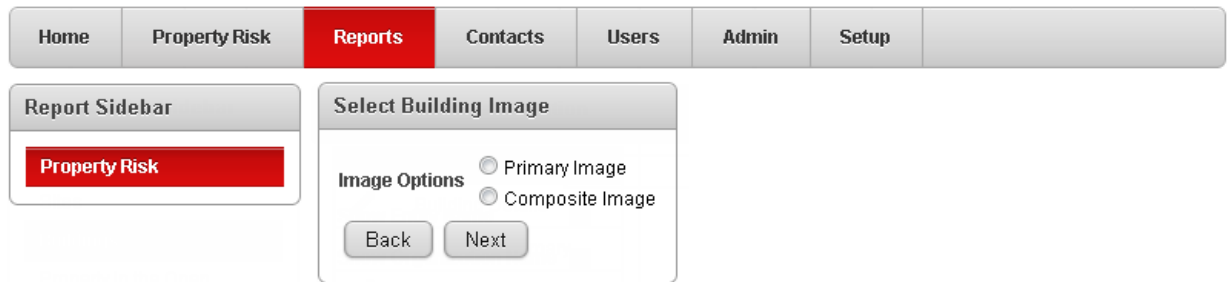 Home Property Risk Reports Contacts Users Admin Setup
Report Sidebar
Property Risk
Select Building Image
Image Options
Primary Image
Composite Image
Back Next